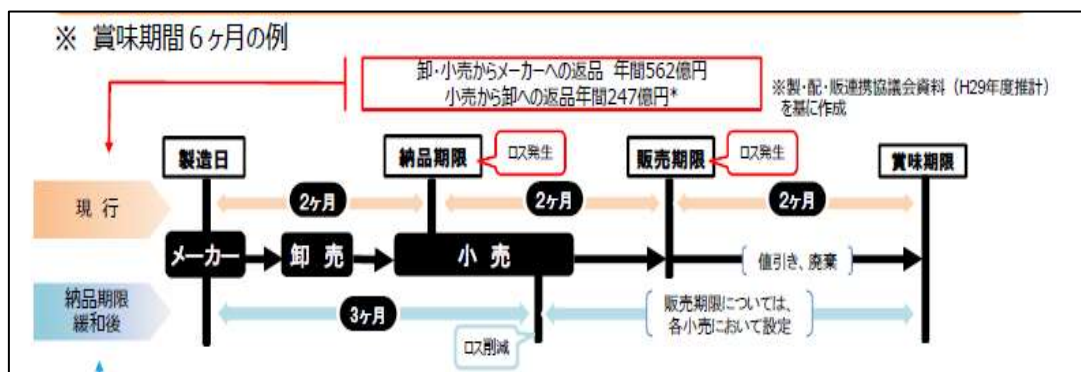 ※ 賞味期間６ヶ月の例
卸・小売からメーカーへの返品 年間562億円
小売から卸への返品年間247億円*
※製・配・販連携協議会資料（H29年度推計）
を基に作成
製造日
納品期限
ロス発生
販売期限
ロス発生
賞味期限
現 行
2ヶ月
2ヶ月
2ヶ月
メーカー
卸 売
小 売
値引き、廃棄
納品期限
緩和後
3ヶ月
販売期限については、
各小売において設定
ロス削減